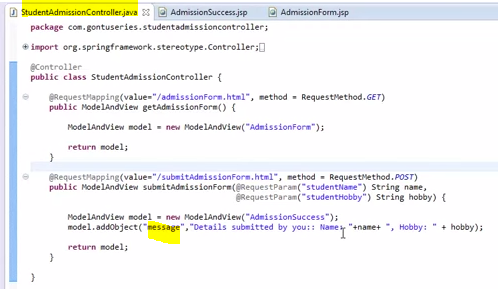 StudentAdmissionController.java AdmissionSuccess.jsp AdmissionForm.jsp
package com.gontuseries.studentadmissioncontroller;
import org.springframework.stereotype.Controller;
@Controller
public class StudentAdmissionController {
@RequestMapping(value="/admissionForm.html", method = RequestMethod.GET)
public ModelAndView getAdmissionForm() {
ModelAndView model = new ModelAndView("AdmissionForm");
return model;
}
@RequestMapping(value="/submitAdmissionForm.html", method = RequestMethod.POST)
public ModelAndView submitAdmissionForm(@RequestParam("studentName") String name,
@RequestParam("studentHobby") String hobby) {
ModelAndView model = new ModelAndView("AdmissionSuccess");
model.addObject("message","Details submitted by you:: Name: "+name+ ", Hobby: " + hobby);
return model;
}
}